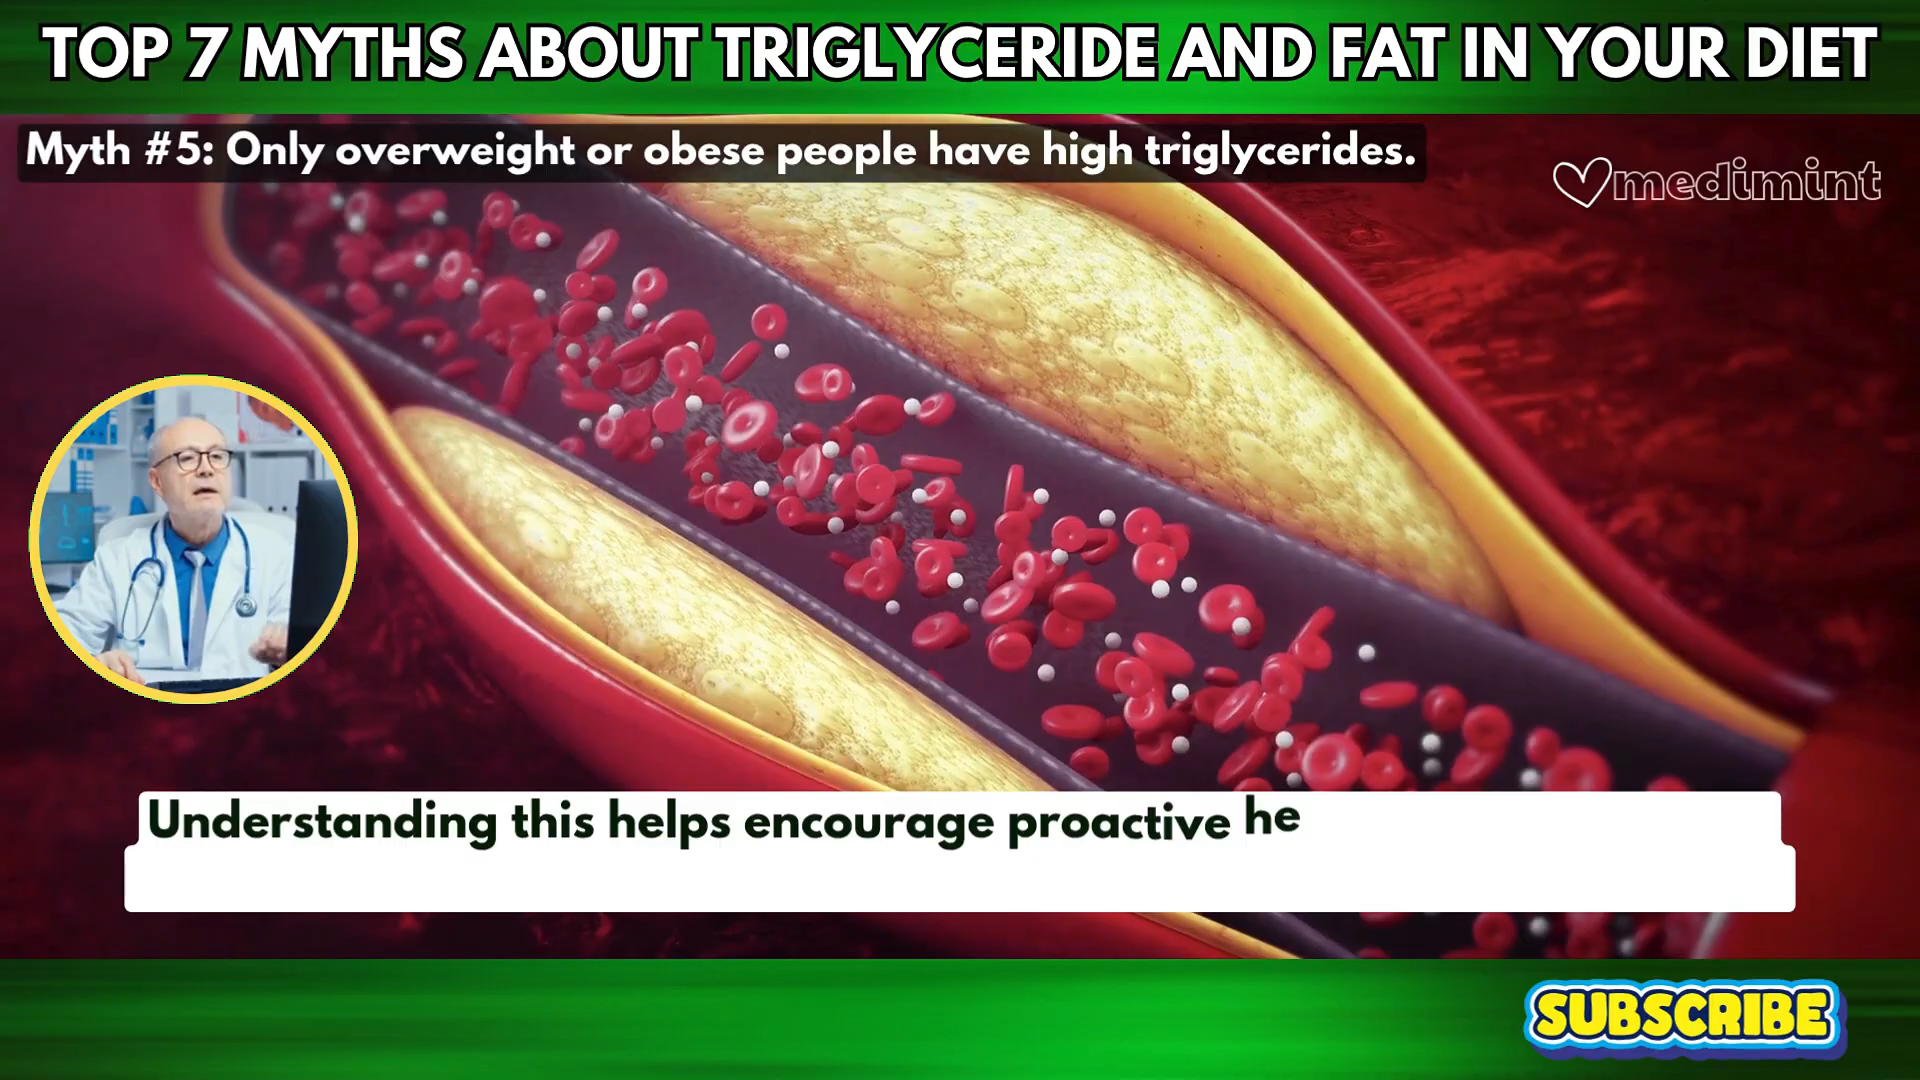 TOP 7 MYTHS ABOUT TRIGLYCERIDE AND FAT IN YOUR DIET
Myth #5: Only overweight or obese people have high triglycerides.
medimint
Understanding this helps encourage proactive he
SUBSCRIBE